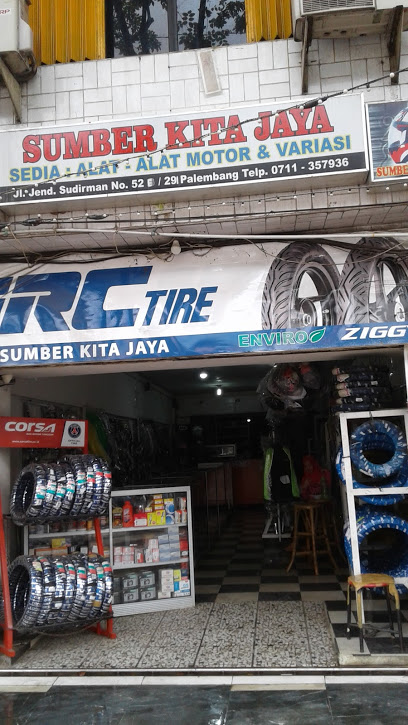 SUMBER KITA JAYA
SEDIA : ALAT - ALAT MOTOR & VARIASI
Jl. Jend. Sudirman No. 52 / 29 Palembang Telp. 0711 - 357936
SUMBER
IRC TIRE
ENVIRO
ZIGG
SUMBER KITA JAYA
CORSA